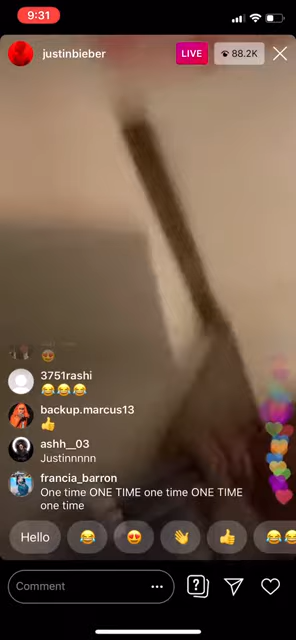 9:31
justinbieber LIVE 88.2K
3751rashi
😂😂😂
backup.marcus13
👍
ashh__03
Justinnnnn
francia_barron
One time ONE TIME one time ONE TIME
one time
Hello
Comment